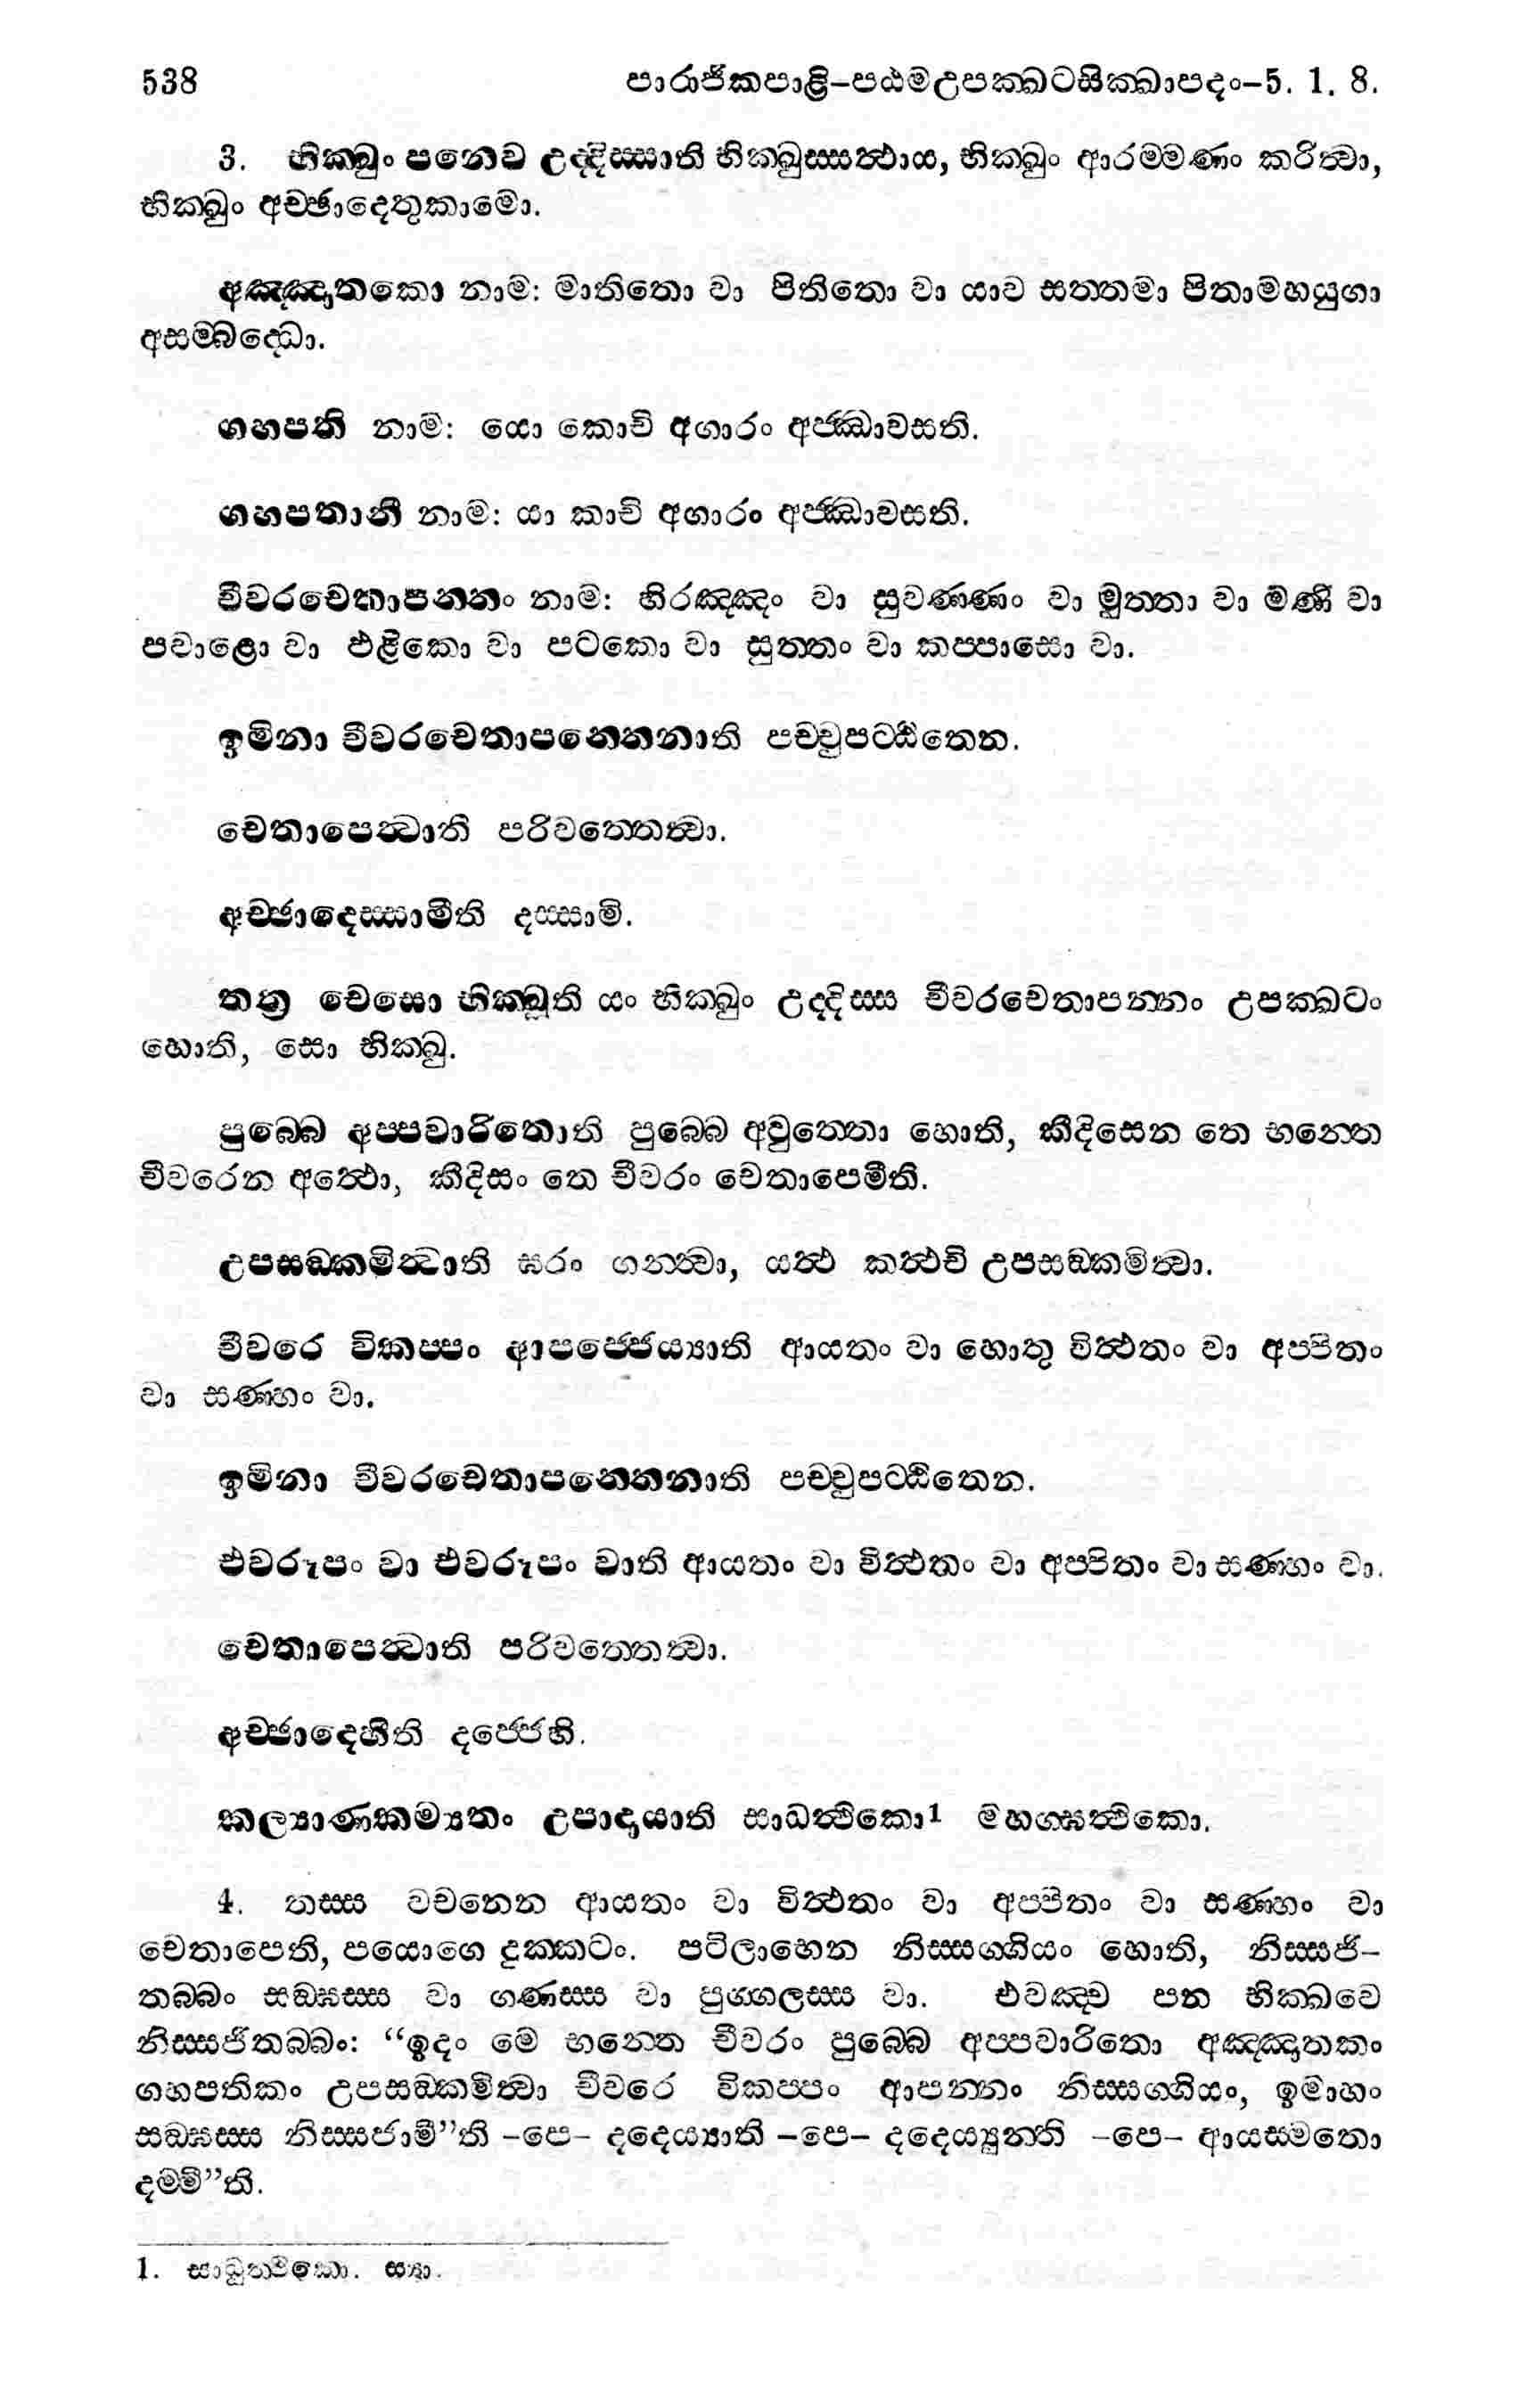 538 පාරාජිකපාළි-පඨමඋපක්ඛටසික්ඛාපදං-5. 1. 8.
3. භික්ඛුං පනෙව උද්දිස්සාති භික්ඛුස්සත්ථාය, භික්ඛුං ආරම්මණං කරිත්වා,
භික්ඛුං අච්ඡාදෙතුකාමො.
අඤ්ඤාතකො නාම: මාතිතො වා පිතිතො වා යාව සත්තමා පිතාමහයුගා
අසම්බද්ධො.
ගහපති නාම: යො කොචි අගාරං අජ්ඣාවසති.
ගහපතානී නාම: යා කාචි අගාරං අජ්ඣාවසති.
චීවරචෙතාපන්නං නාම: හිරඤ්ඤං වා සුවණ්ණං වා මුත්තා වා මණි වා
පවාළො වා ඵළිකො වා පටකො වා සුත්තං වා කප්පාසො වා.
ඉමිනා චීවරචෙතාපන්නෙනාති පච්චුපට්ඨිතෙන.
චෙතාපෙත්වාති පරිවත්තෙත්වා.
අච්ඡාදෙස්සාමීති දස්සාමි.
තත්‍ර චෙසො භික්ඛූති යං භික්ඛුං උද්දිස්ස චීවරචෙතාපන්නං උපක්ඛටං
හොති, සො භික්ඛු.
පුබ්බෙ අප්පවාරිතොති පුබ්බෙ අවුත්තො හොති, කීදිසෙන තෙ භන්තෙ
චීවරෙන අත්ථො, කීදිසං තෙ චීවරං චෙතාපෙමීති.
උපසඞ්කමිත්වාති ඝරං ගන්ත්වා, යත්ථ කත්ථචි උපසඞ්කමිත්වා.
චීවරෙ විකප්පං ආපජ්ජෙය්‍යාති ආයතං වා හොතු විත්ථතං වා අප්පිතං
වා සණ්හං වා.
ඉමිනා චීවරචෙතාපන්නෙනාති පච්චුපට්ඨිතෙන.
එවරූපං වා එවරූපං වාති ආයතං වා විත්ථතං වා අප්පිතං වා සණ්හං වා.
චෙතාපෙත්වාති පරිවත්තෙත්වා.
අච්ඡාදෙහීති දජ්ජෙහි.
කල්‍යාණකම්‍යතං උපාදායාති සාධත්ථිකො1 මහග්ඝත්ථිකො.
4. තස්ස වචනෙන ආයතං වා විත්ථතං වා අප්පිතං වා සණ්හං වා
චෙතාපෙති, පයොගෙ දුක්කටං. පටිලාභෙන නිස්සග්ගියං හොති, නිස්සජි-
තබ්බං සඞ්ඝස්ස වා ගණස්ස වා පුග්ගලස්ස වා. එවඤ්ච පන භික්ඛවෙ
නිස්සජිතබ්බං: “ඉදං මෙ භන්තෙ චීවරං පුබ්බෙ අප්පවාරිතො අඤ්ඤාතකං
ගහපතිකං උපසඞ්කමිත්වා චීවරෙ විකප්පං ආපන්නං නිස්සග්ගියං, ඉමාහං
සඞ්ඝස්ස නිස්සජාමී”ති -පෙ- දදෙය්‍යාති -පෙ- දදෙය්‍යුන්ති -පෙ- ආයස්මතො
දම්මී”ති.
1. සාධුත්ථිකො. ස්‍යා.